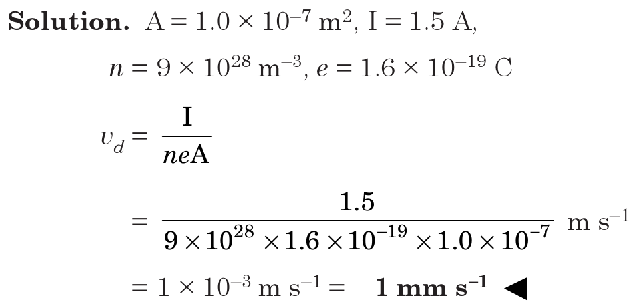 Solution. A = 1.0 × 10⁻⁷ m², I = 1.5 A,
n = 9 × 10²⁸ m⁻³, e = 1.6 × 10⁻¹⁹ C
υ_d = I / neA
= 1.5 / 9 × 10²⁸ × 1.6 × 10⁻¹⁹ × 1.0 × 10⁻⁷ m s⁻¹
= 1 × 10⁻³ m s⁻¹ = 1 mm s⁻¹ ◄